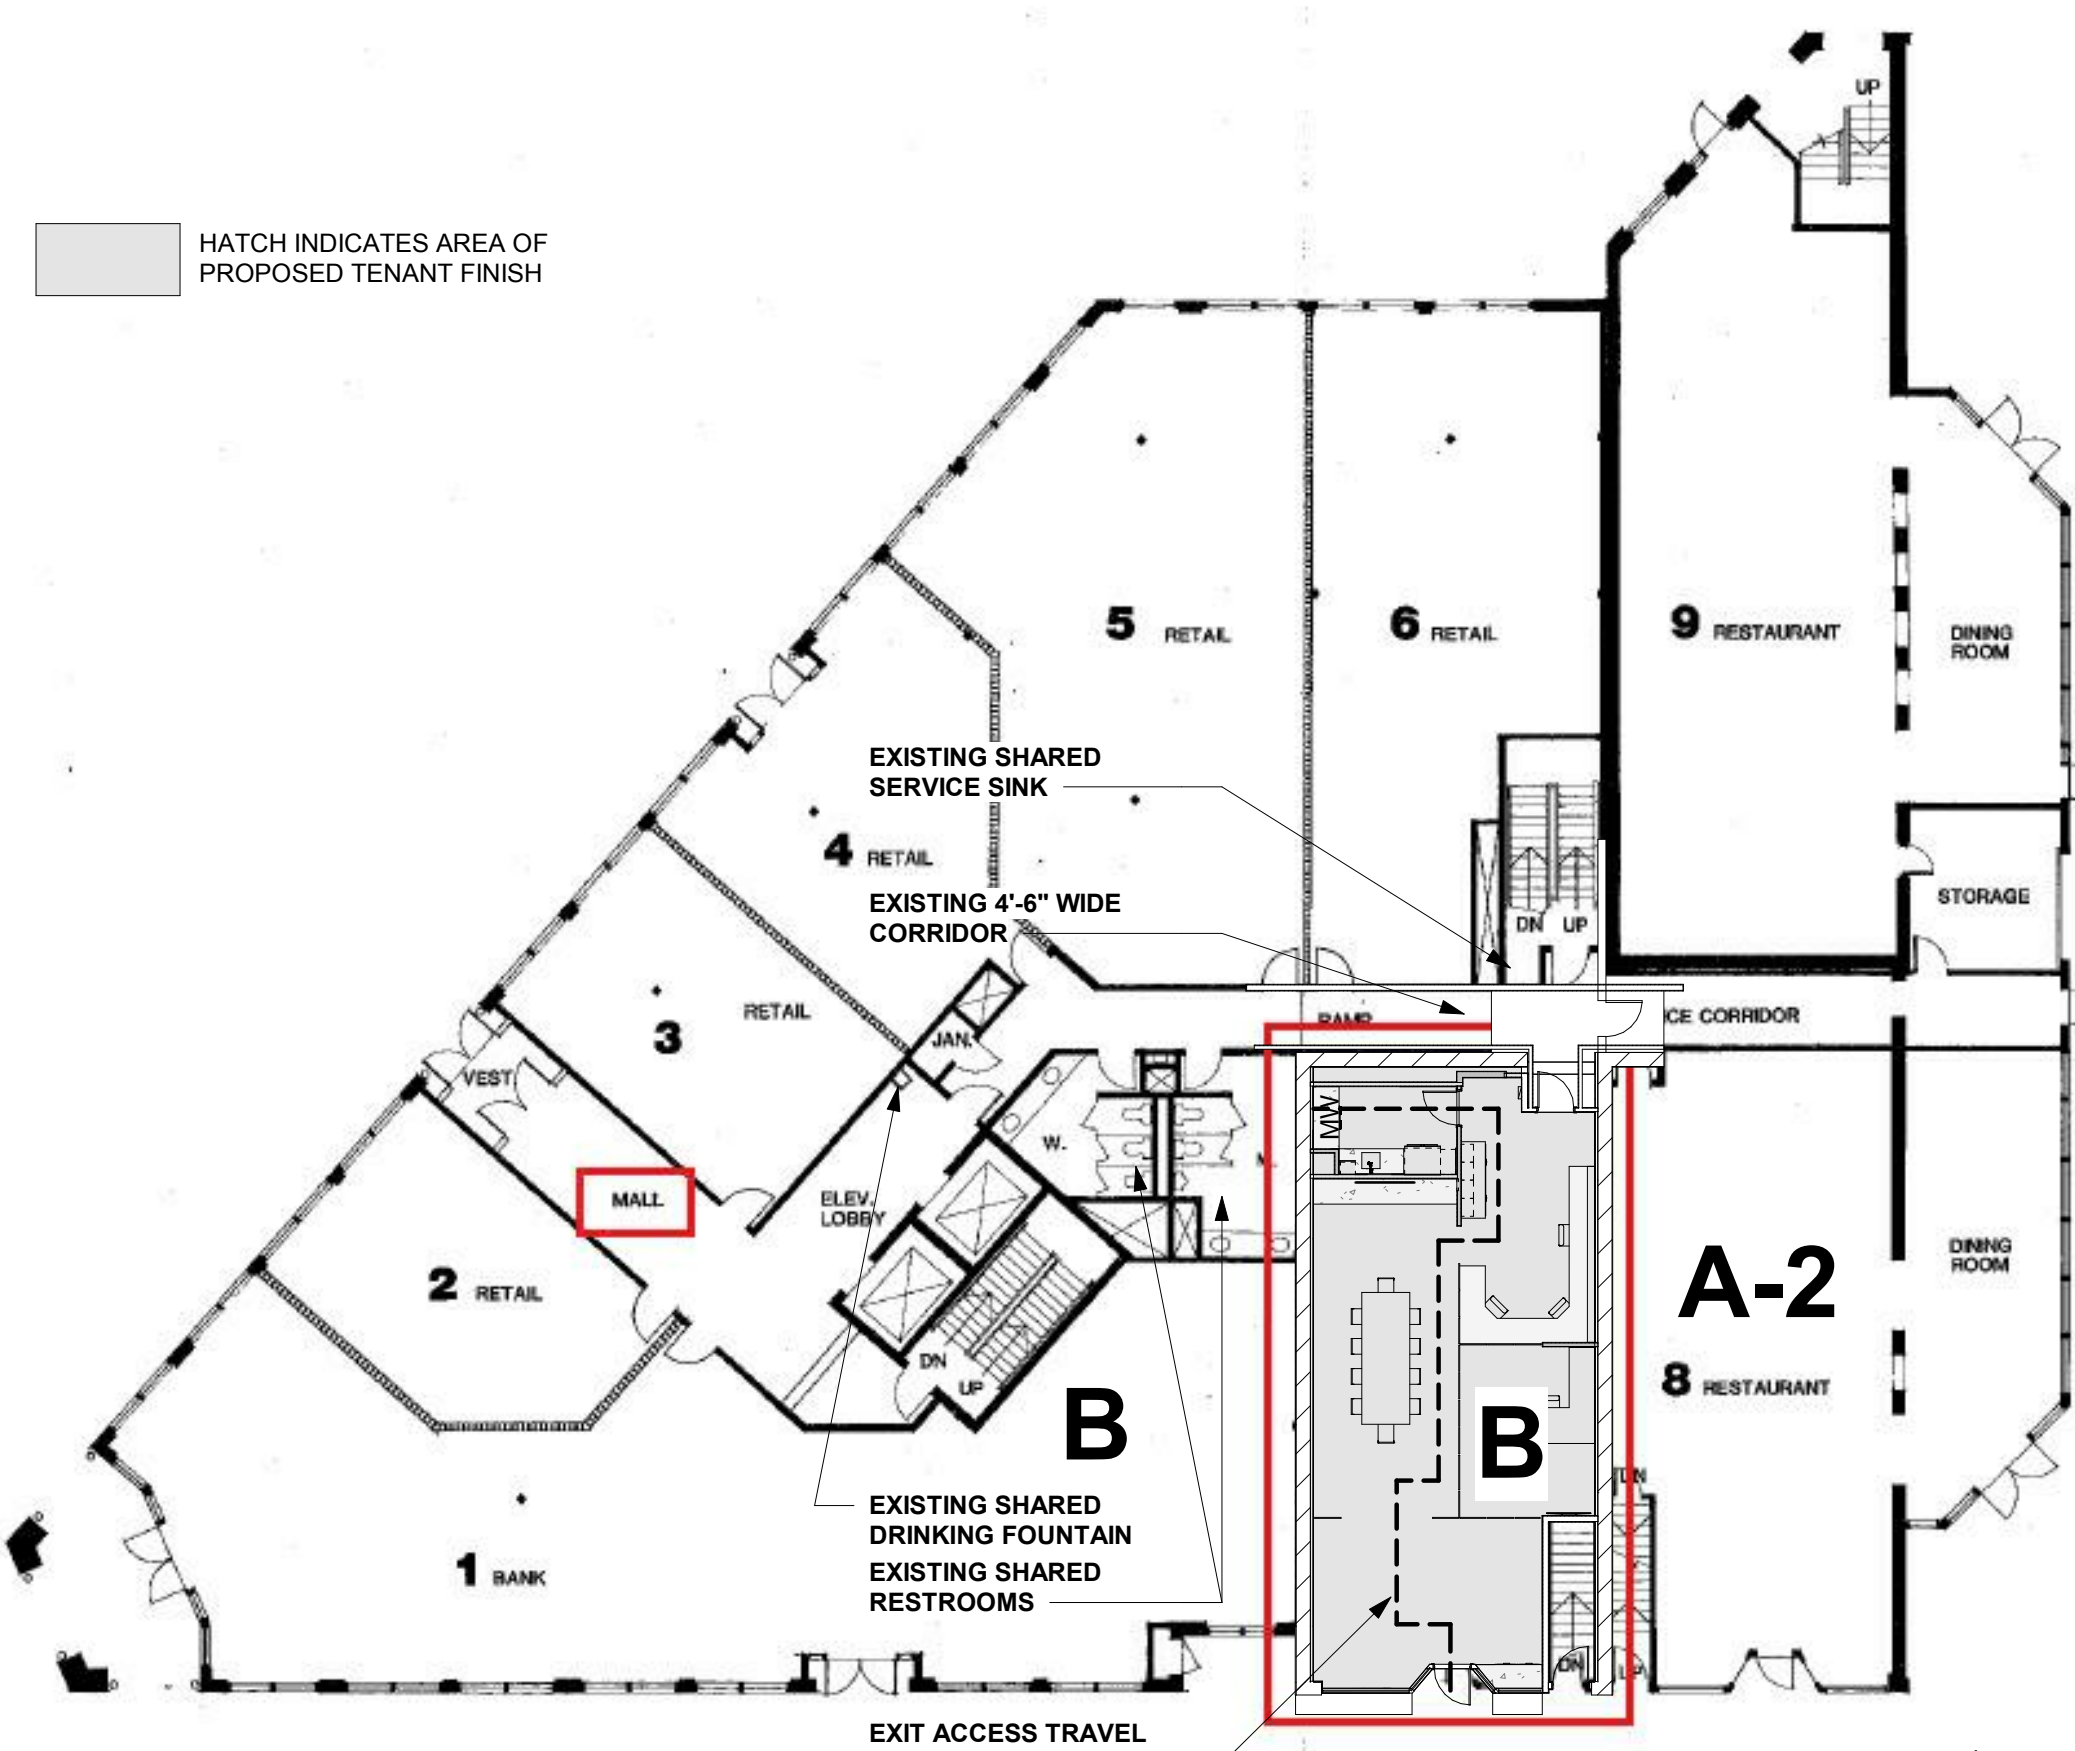 UP
HATCH INDICATES AREA OF
PROPOSED TENANT FINISH
5 RETAIL
6 RETAIL
9 RESTAURANT
DINING
ROOM
EXISTING SHARED
SERVICE SINK
4 RETAIL
EXISTING 4'-6" WIDE
CORRIDOR
DN UP
STORAGE
3 RETAIL
RAMP
CE CORRIDOR
JAN.
VEST.
MW
W.
MALL
ELEV.
LOBBY
2 RETAIL
A-2
DINING
ROOM
8 RESTAURANT
DN
UP
B
B
DN
EXISTING SHARED
DRINKING FOUNTAIN
1 BANK
EXISTING SHARED
RESTROOMS
DN
UP
EXIT ACCESS TRAVEL